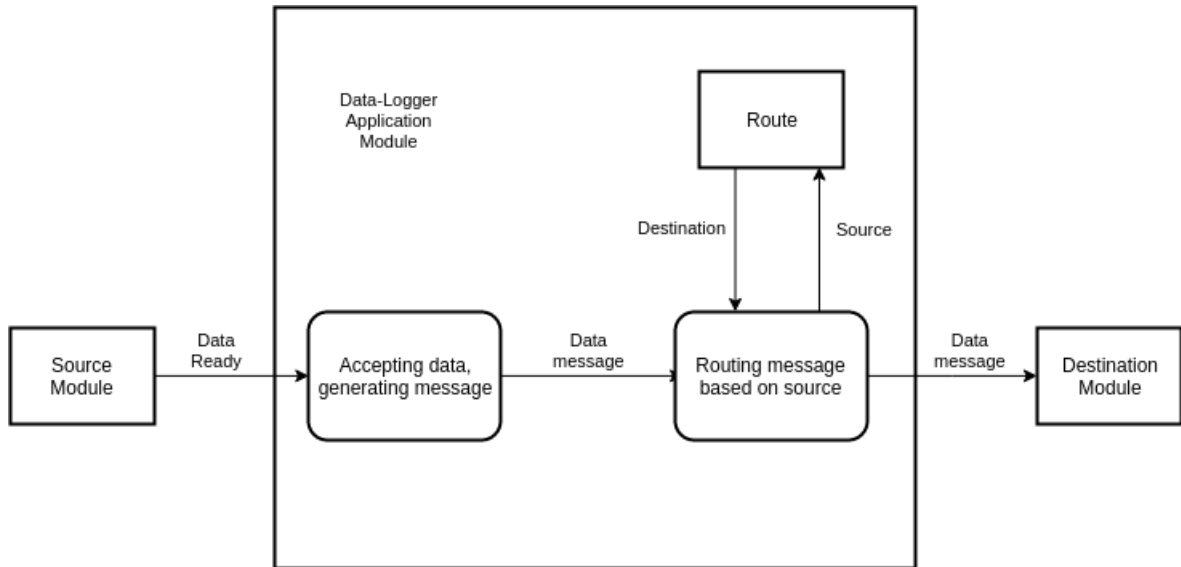 Data-Logger
Application
Module
Route
Destination
Source
Source
Module
Data
Ready
Accepting data,
generating message
Data
message
Routing message
based on source
Data
message
Destination
Module